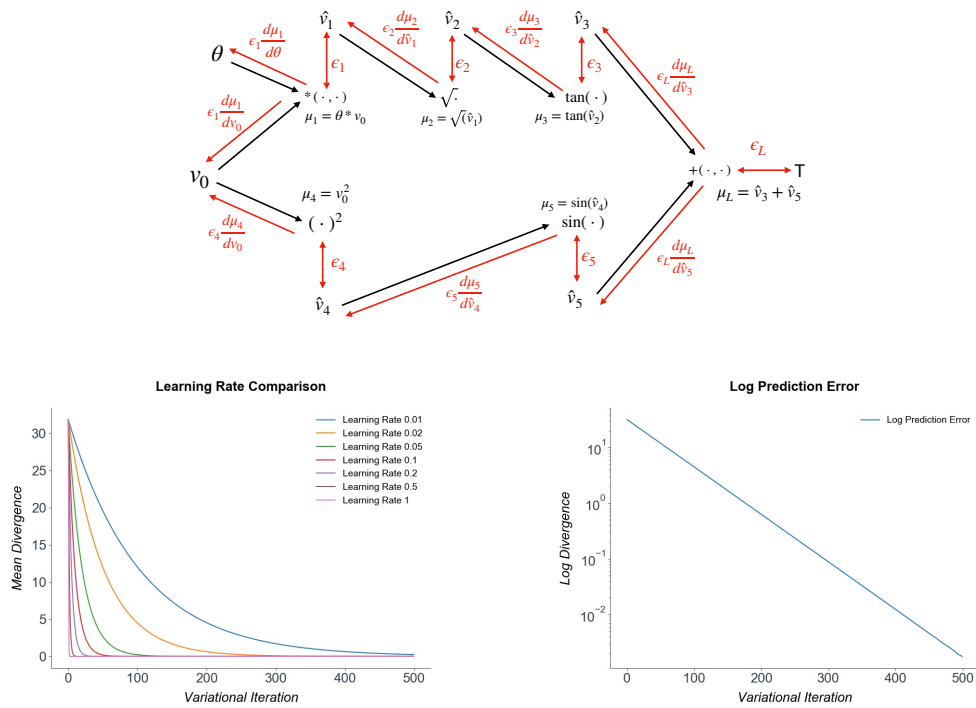 v̂₁
v̂₂
v̂₃
ϵ₁ dμ₁/dθ
ϵ₂ dμ₂/dv̂₁
ϵ₃ dμ₃/dv̂₂
θ
ϵ₁
ϵ₂
ϵ₃
ϵ_L dμ_L/dv̂₃
*(·,·)
√·
tan(·)
μ₁ = θ * v₀
μ₂ = √(v̂₁)
μ₃ = tan(v̂₂)
ϵ₁ dμ₁/dv₀
ϵ_L
v₀
+(·,·)
T
μ_L = v̂₃ + v̂₅
μ₄ = v₀²
μ₅ = sin(v̂₄)
(·)²
sin(·)
ϵ₄ dμ₄/dv₀
ϵ₄
ϵ₅
ϵ_L dμ_L/dv̂₅
ϵ₅ dμ₅/dv̂₄
v̂₄
v̂₅
Learning Rate Comparison
30
25
20
15
10
5
0
Mean Divergence
Learning Rate 0.01
Learning Rate 0.02
Learning Rate 0.05
Learning Rate 0.1
Learning Rate 0.2
Learning Rate 0.5
Learning Rate 1
0 100 200 300 400 500
Variational Iteration
Log Prediction Error
Log Prediction Error
10¹
10⁰
10⁻¹
10⁻²
Log Divergence
0 100 200 300 400 500
Variational Iteration